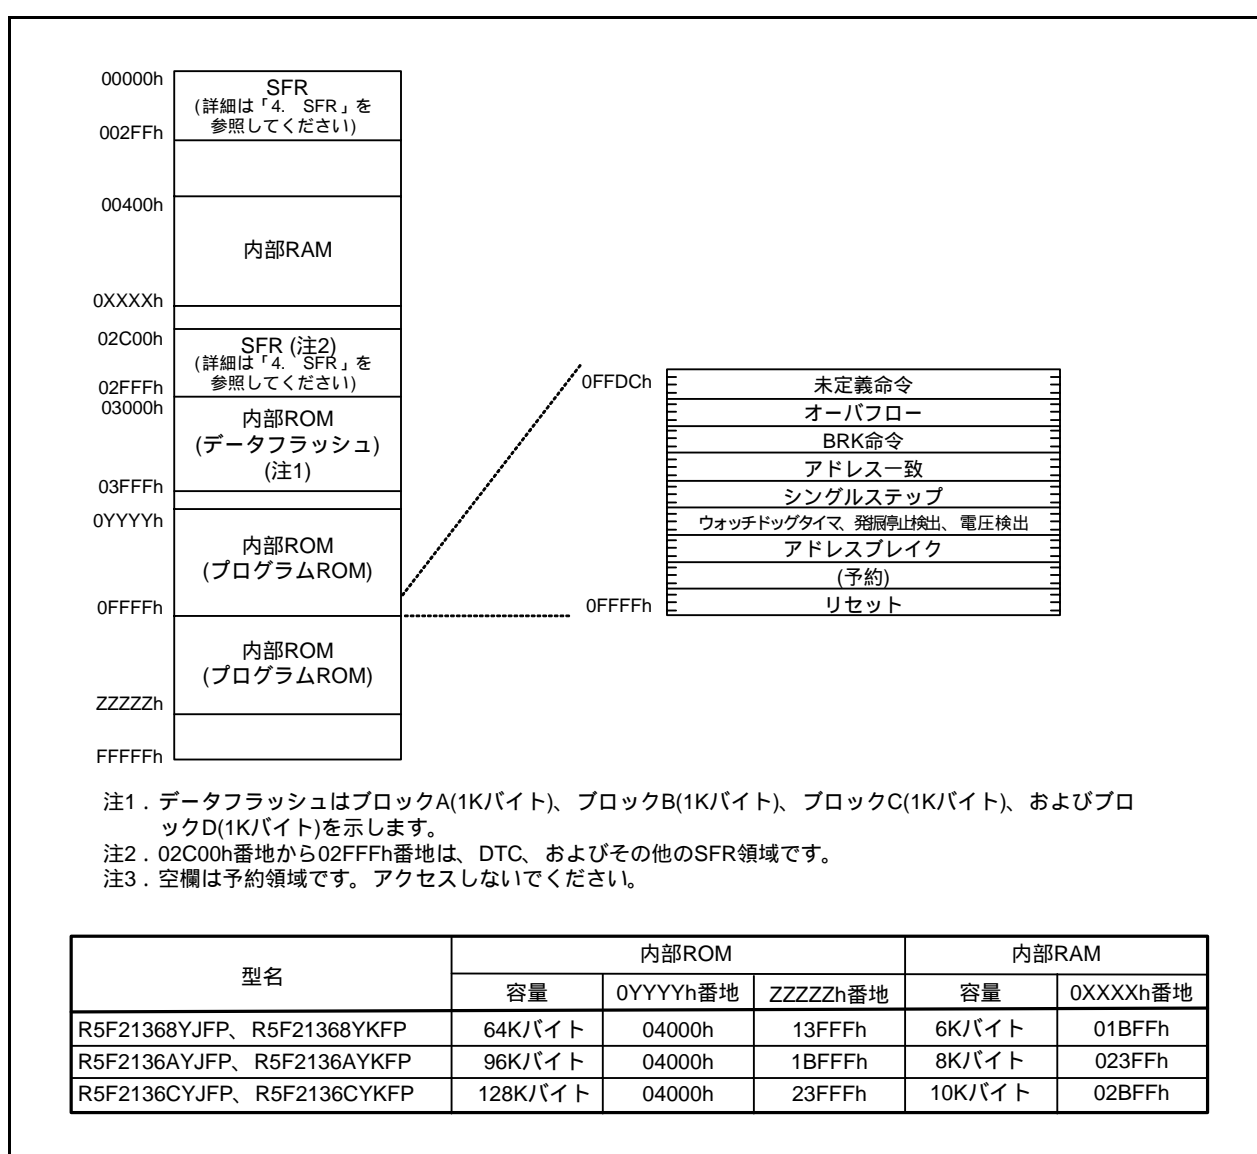 00000h
SFR
(詳細は「4. SFR」を
参照してください)
002FFh
00400h
内部RAM
0XXXXh
02C00h
SFR (注2)
(詳細は「4. SFR」を
参照してください)
02FFFh
03000h
内部ROM
(データフラッシュ)
(注1)
03FFFh
0YYYYh
内部ROM
(プログラムROM)
0FFFFh
内部ROM
(プログラムROM)
ZZZZZh
FFFFFh
0FFDCh
未定義命令
オーバフロー
BRK命令
アドレス一致
シングルステップ
ウォッチドッグタイマ、発振停止検出、電圧検出
アドレスブレイク
(予約)
0FFFFh
リセット
注1．データフラッシュはブロックA(1Kバイト)、ブロックB(1Kバイト)、ブロックC(1Kバイト)、およびブロ
ックD(1Kバイト)を示します。
注2．02C00h番地から02FFFh番地は、DTC、およびその他のSFR領域です。
注3．空欄は予約領域です。アクセスしないでください。
型名 内部ROM 内部RAM
容量 0YYYYh番地 ZZZZZh番地 容量 0XXXXh番地
R5F21368YJFP、R5F21368YKFP 64Kバイト 04000h 13FFFh 6Kバイト 01BFFh
R5F2136AYJFP、R5F2136AYKFP 96Kバイト 04000h 1BFFFh 8Kバイト 023FFh
R5F2136CYJFP、R5F2136CYKFP 128Kバイト 04000h 23FFFh 10Kバイト 02BFFh